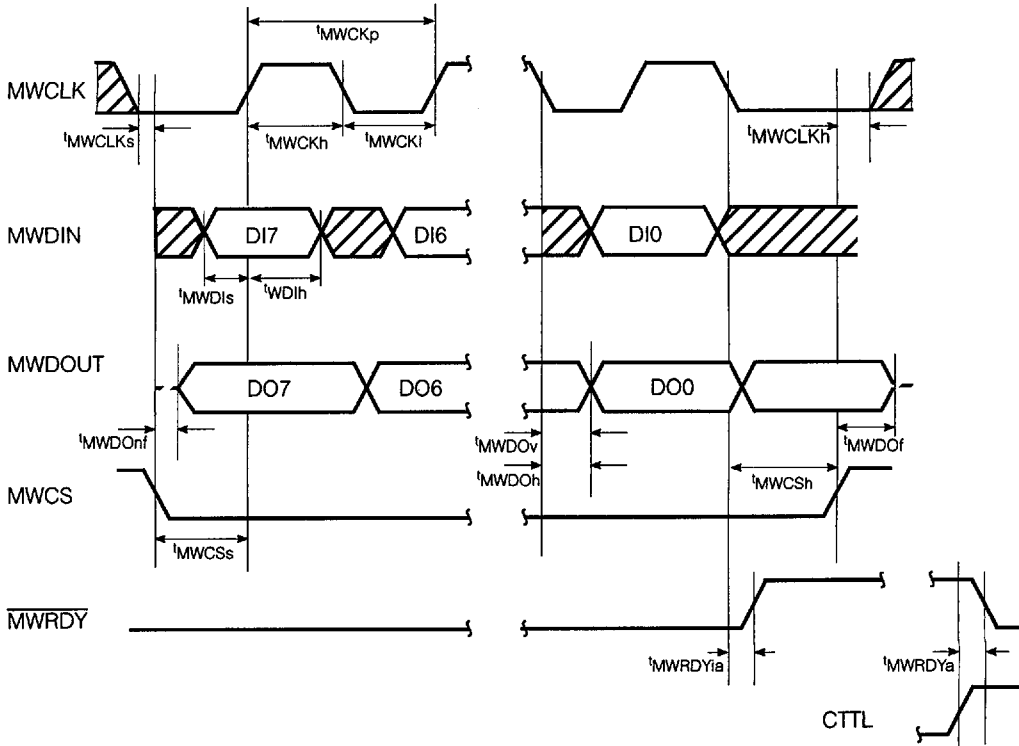 tMWCKp
MWCLK
tMWCLKs
tMWCKh
tMWCKl
tMWCLKh
MWDIN
DI7
DI6
DI0
tMWDIs
tWDIh
MWDOUT
DO7
DO6
DO0
tMWDOnf
tMWDOv
tMWDOf
tMWDOh
MWCS
tMWCSh
tMWCSs
MWRDY
tMWRDYia
tMWRDYa
CTTL